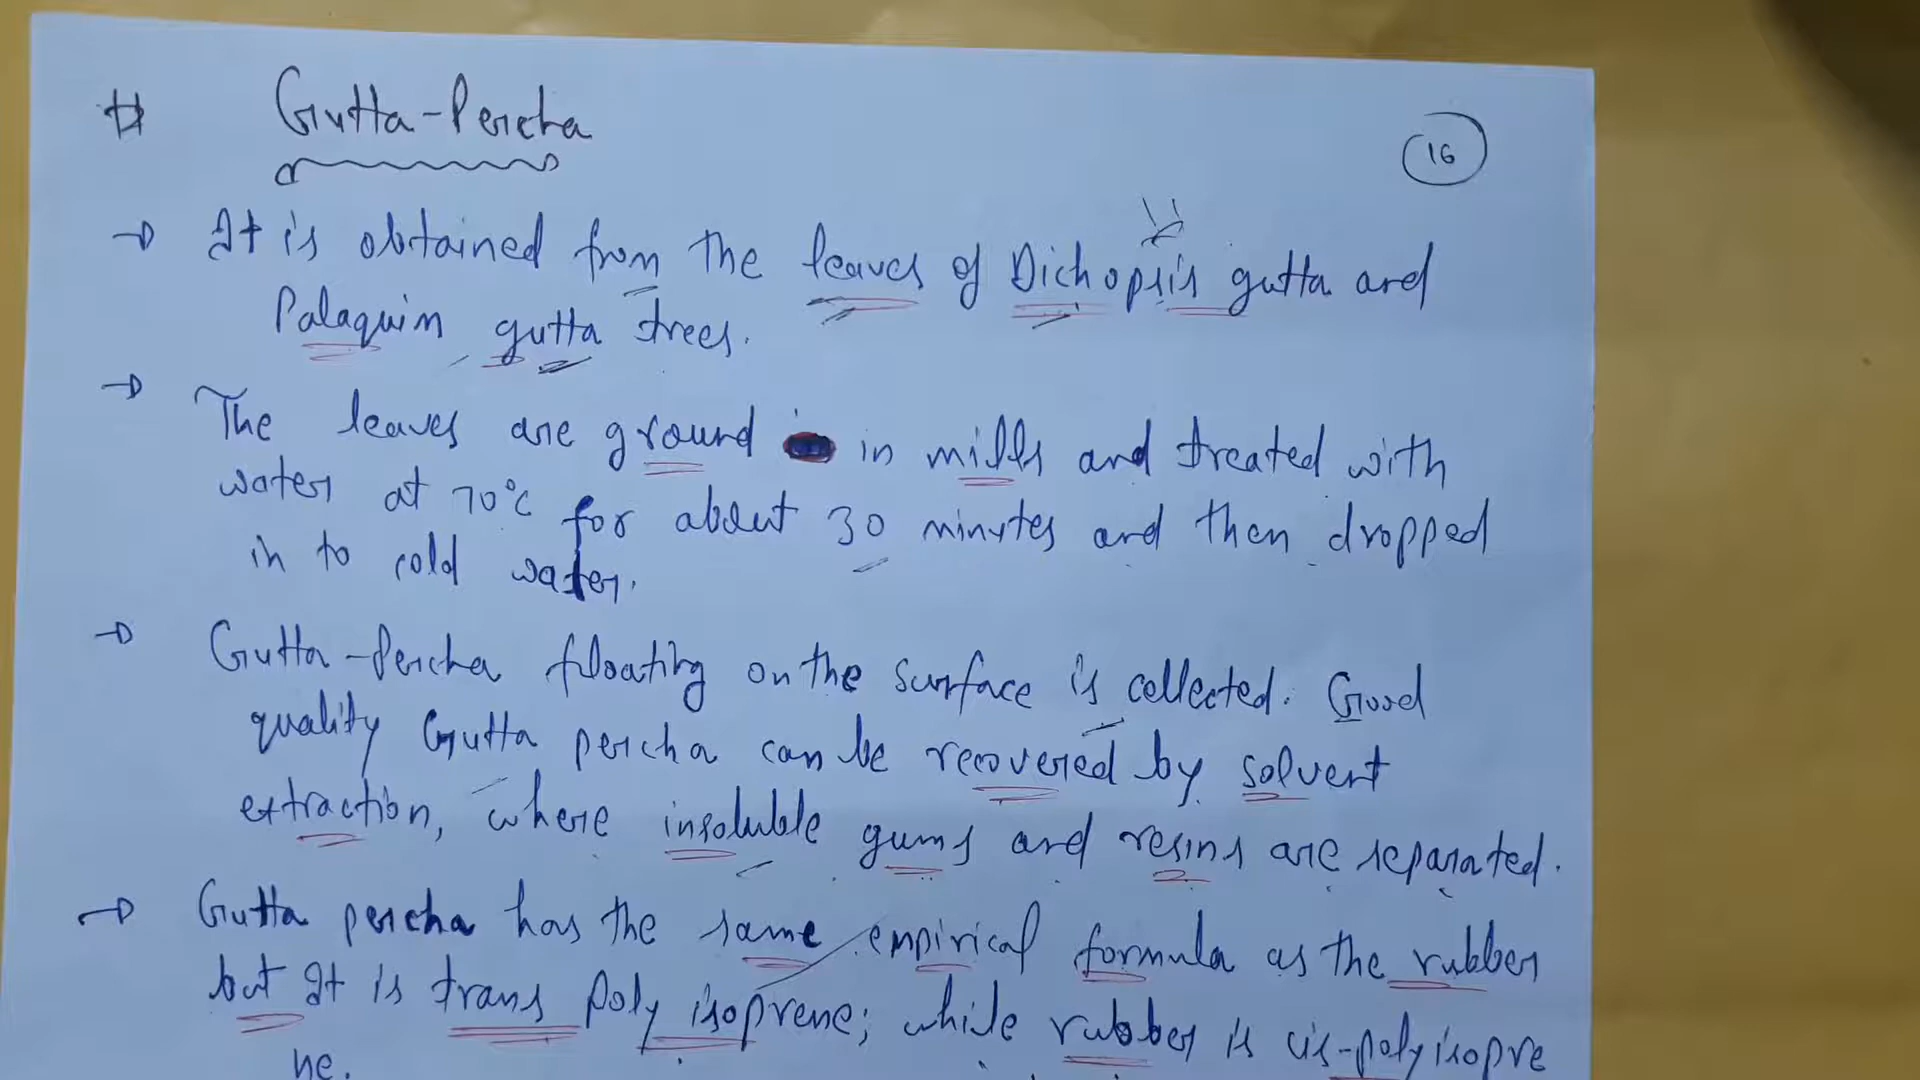 # Gutta-Percha
16
→ It is obtained from the leaves of Dichopsis gutta and
Palaquim gutta trees.
→ The leaves are ground in mills and treated with
water at 70°C for about 30 minutes and then dropped
in to cold water.
→ Gutta-Percha floating on the surface is collected. Good
quality Gutta percha can be recovered by solvent
extraction, where insoluble gums and resins are separated.
→ Gutta percha has the same empirical formula as the rubber
but It is trans poly isoprene; while rubber is cis-polyisopre
ne.